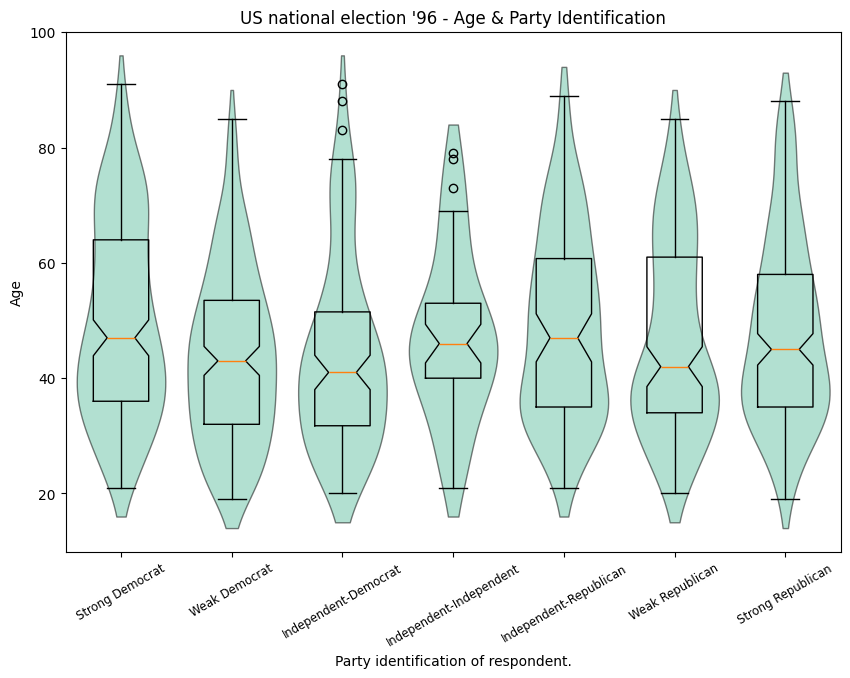 US national election '96 - Age & Party Identification
100
80
60
40
20
Age
Strong Democrat
Weak Democrat
Independent-Democrat
Independent-Independent
Independent-Republican
Weak Republican
Strong Republican
Party identification of respondent.